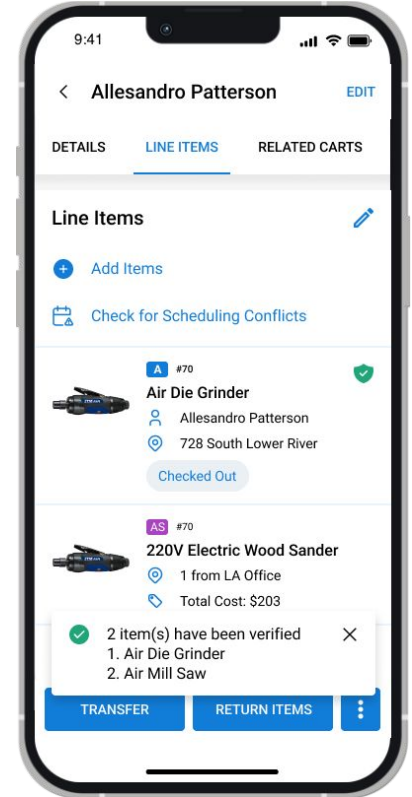 9:41
Allesandro Patterson
EDIT
DETAILS
LINE ITEMS
RELATED CARTS
Line Items
Add Items
Check for Scheduling Conflicts
A #70
Air Die Grinder
Allesandro Patterson
728 South Lower River
Checked Out
AS #70
220V Electric Wood Sander
1 from LA Office
Total Cost: $203
2 item(s) have been verified
1. Air Die Grinder
2. Air Mill Saw
TRANSFER
RETURN ITEMS